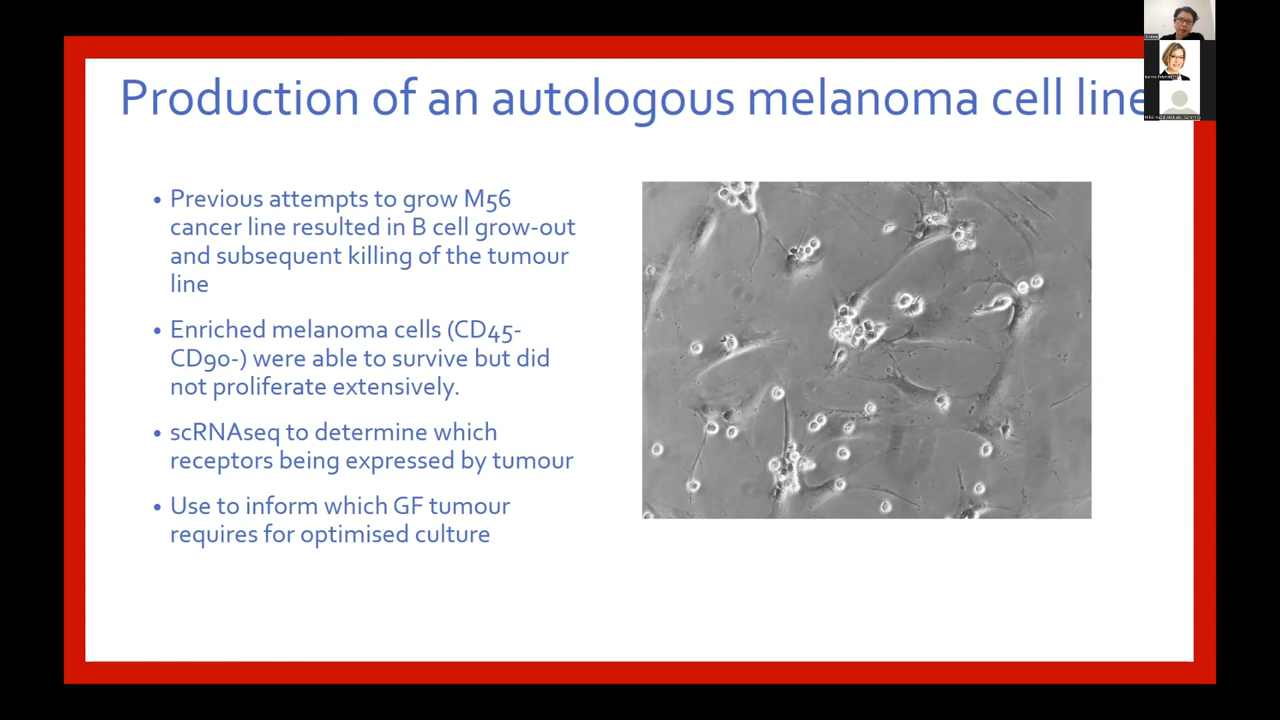 Production of an autologous melanoma cell line
• Previous attempts to grow M56
cancer line resulted in B cell grow-out
and subsequent killing of the tumour
line
• Enriched melanoma cells (CD45-
CD90-) were able to survive but did
not proliferate extensively.
• scRNAseq to determine which
receptors being expressed by tumour
• Use to inform which GF tumour
requires for optimised culture